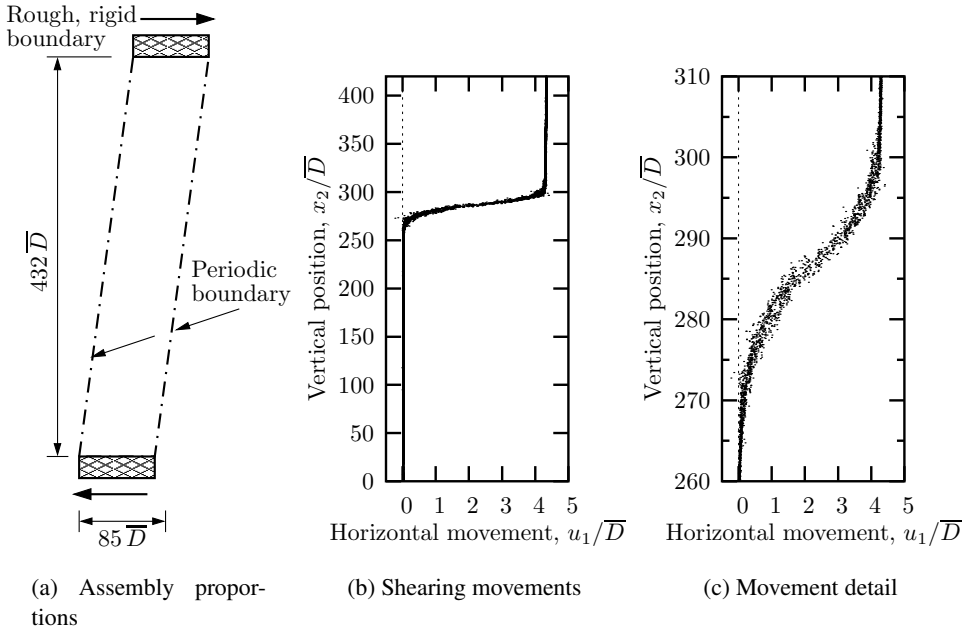 Rough, rigid
boundary
432D̅
Periodic
boundary
85 D̅
(a) Assembly propor-
tions
Vertical position, x₂/D̅
400
350
300
250
200
150
100
50
0
0 1 2 3 4 5
Horizontal movement, u₁/D̅
(b) Shearing movements
Vertical position, x₂/D̅
310
300
290
280
270
260
0 1 2 3 4 5
Horizontal movement, u₁/D̅
(c) Movement detail